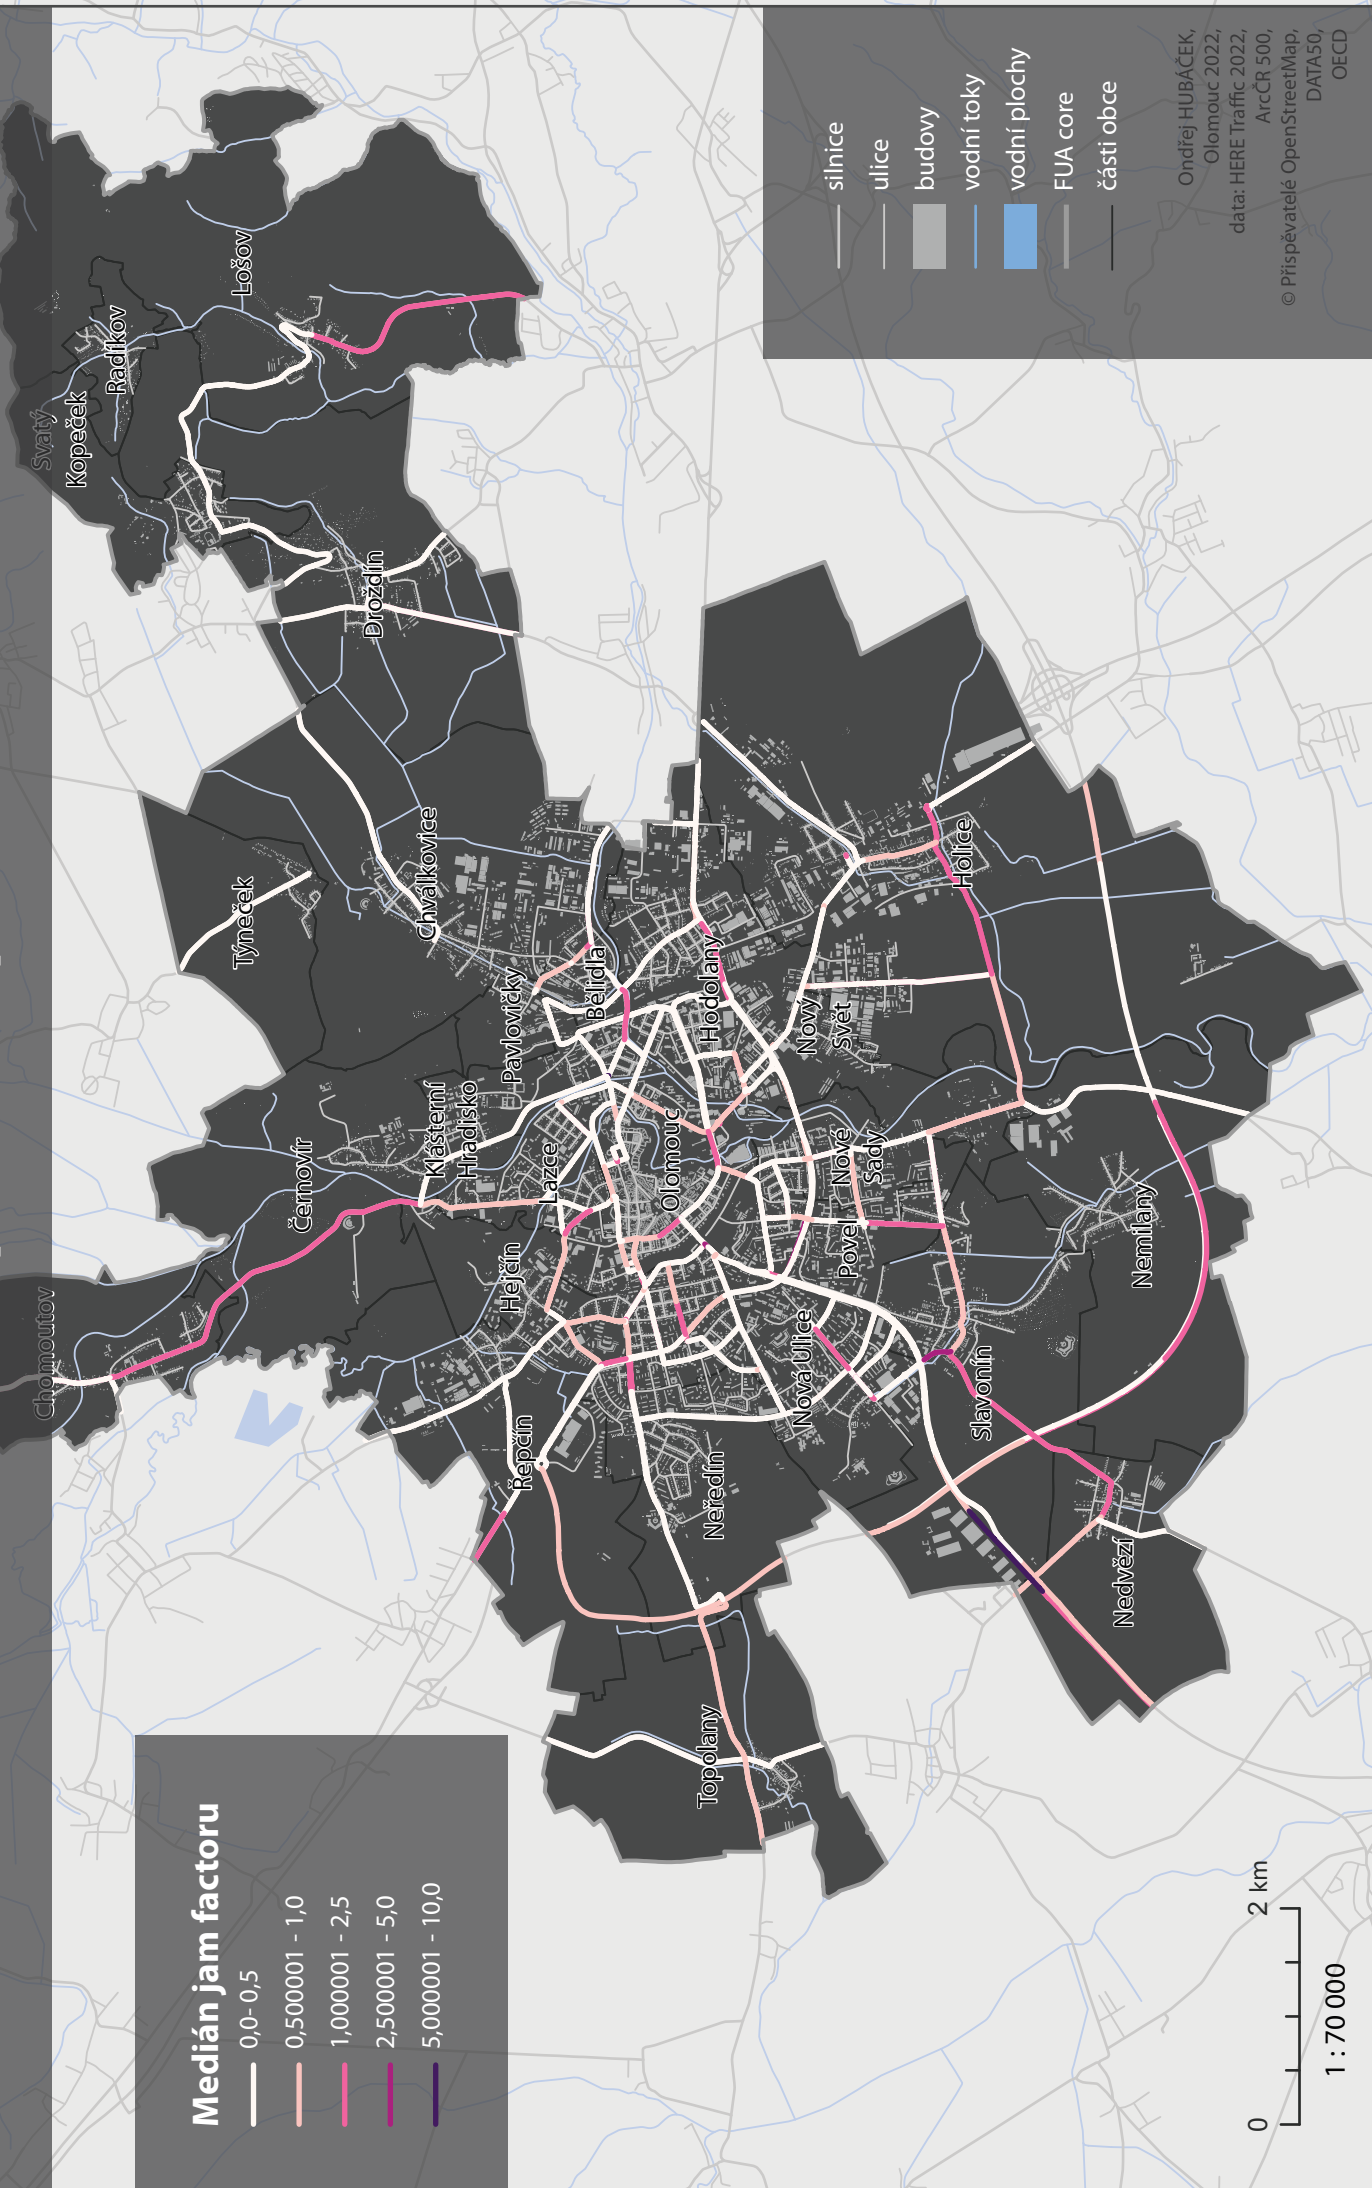 Medián jam factoru
0,0- 0,5
0,500001 - 1,0
1,000001 - 2,5
2,500001 - 5,0
5,000001 - 10,0
Chomoutov
Černovír
Týneček
Svatý
Kopeček
Radíkov
Lošov
Droždín
Chválkovice
Klášterní
Hradisko
Pavlovičky
Bělidla
Lazce
Hejčín
Řepčín
Olomouc
Hodolany
Neředín
Topolany
Nová Ulice
Povel
Nové
Sady
Nový
Svět
Holice
Slavonín
Nemilany
Nedvězí
silnice
ulice
budovy
vodní toky
vodní plochy
FUA core
části obce
Ondřej HUBÁČEK,
Olomouc 2022,
data: HERE Traffic 2022,
ArcČR 500,
© Přispěvatelé OpenStreetMap,
DATA50,
OECD
0 2 km
1 : 70 000